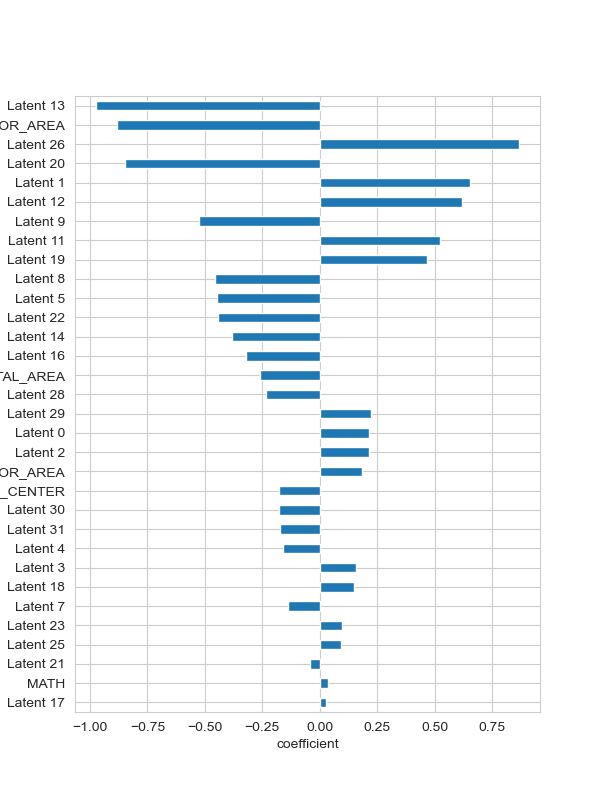 Latent 13
OR_AREA
Latent 26
Latent 20
Latent 1
Latent 12
Latent 9
Latent 11
Latent 19
Latent 8
Latent 5
Latent 22
Latent 14
Latent 16
TAL_AREA
Latent 28
Latent 29
Latent 0
Latent 2
OR_AREA
_CENTER
Latent 30
Latent 31
Latent 4
Latent 3
Latent 18
Latent 7
Latent 23
Latent 25
Latent 21
MATH
Latent 17
−1.00 −0.75 −0.50 −0.25 0.00 0.25 0.50 0.75
coefficient